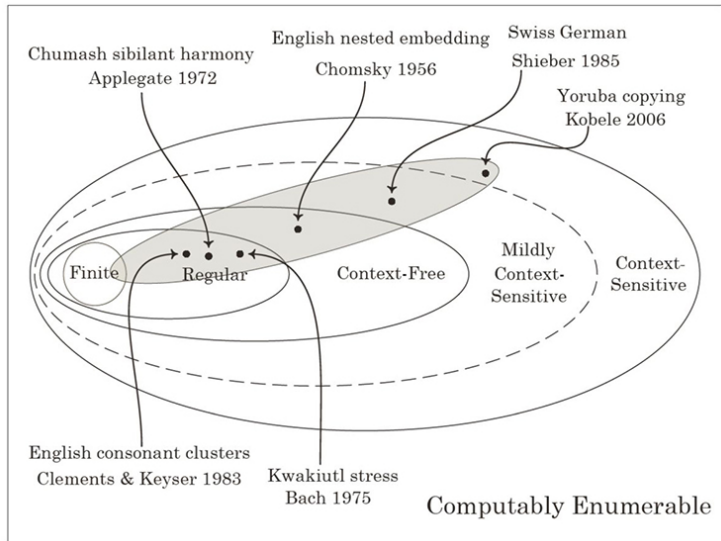 Chumash sibilant harmony
Applegate 1972
English nested embedding
Chomsky 1956
Swiss German
Shieber 1985
Yoruba copying
Kobele 2006
Finite
Regular
Context-Free
Mildly
Context-
Sensitive
Context-
Sensitive
English consonant clusters
Clements & Keyser 1983
Kwakiutl stress
Bach 1975
Computably Enumerable